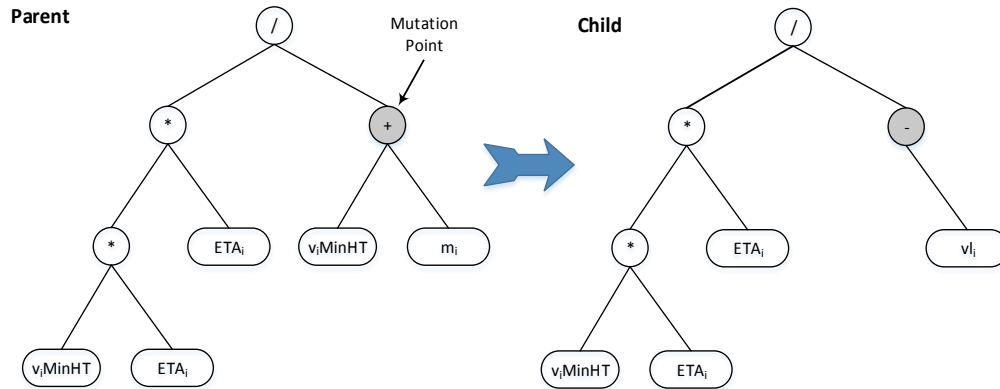 Parent
Mutation
Point
Child
/
/
*
+
*
-
*
ETAᵢ
vᵢMinHT
mᵢ
*
ETAᵢ
vlᵢ
vᵢMinHT
ETAᵢ
vᵢMinHT
ETAᵢ